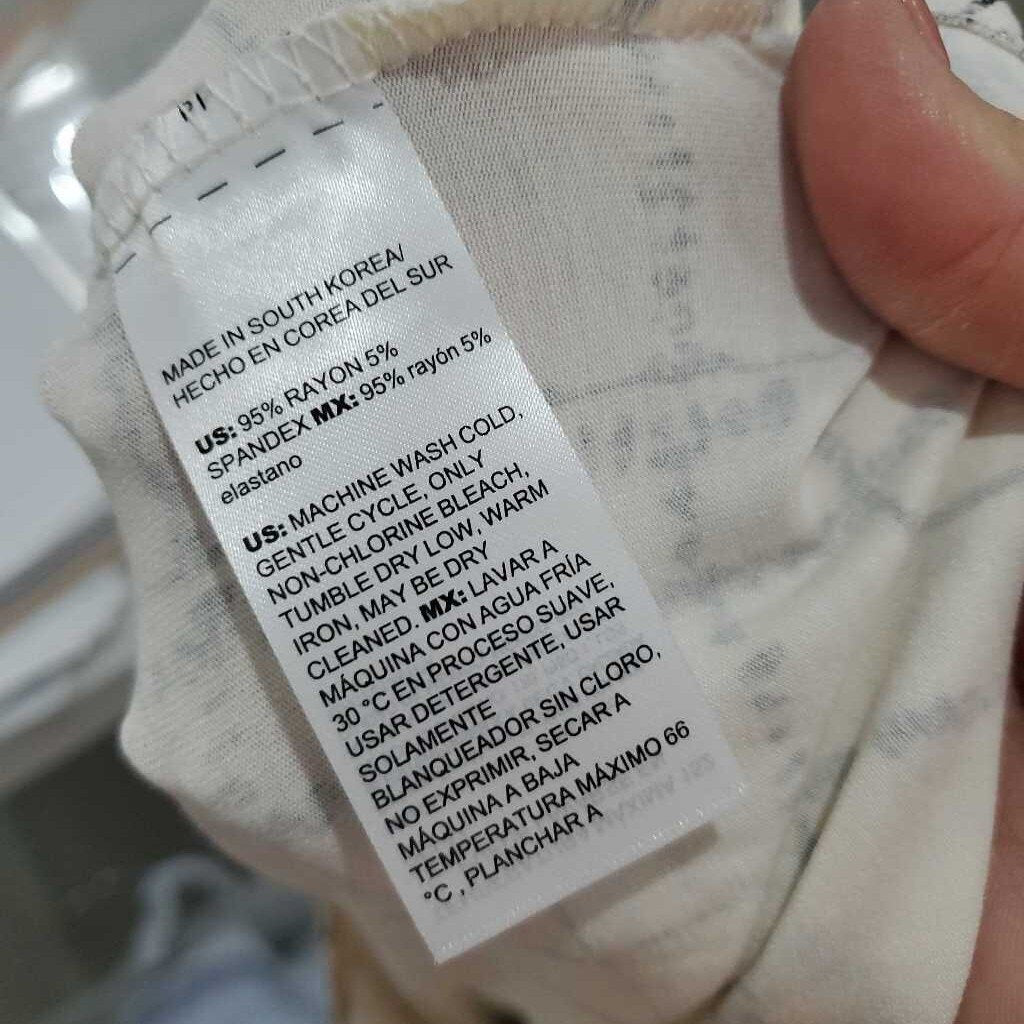 MADE IN SOUTH KOREA/
HECHO EN COREA DEL SUR
US: 95% RAYON 5%
SPANDEX MX: 95% rayón 5%
elastano
US: MACHINE WASH COLD,
GENTLE CYCLE, ONLY
NON-CHLORINE BLEACH,
TUMBLE DRY LOW, WARM
IRON, MAY BE DRY
CLEANED. MX: LAVAR A
MÁQUINA CON AGUA FRÍA
30 °C EN PROCESO SUAVE,
USAR DETERGENTE, USAR
SOLAMENTE
BLANQUEADOR SIN CLORO,
NO EXPRIMIR, SECAR A
MÁQUINA A BAJA
TEMPERATURA MÁXIMO 66
°C , PLANCHAR A